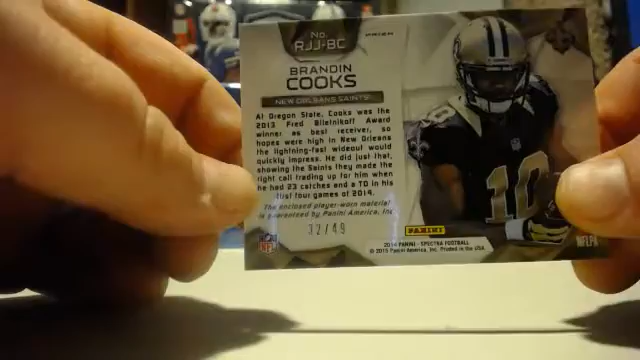 No.
RJJ-BC
PRIZM
BRANDIN
COOKS
NEW ORLEANS SAINTS
At Oregon State, Cooks was the
2013 Fred Biletnikoff Award
winner as best receiver, so
hopes were high in New Orleans
the lightning-fast wideout would
quickly impress. He did just that,
showing the Saints they made the
right call trading up for him when
he had 23 catches and a TD in his
first four games of 2014.
The enclosed player-worn material
is guaranteed by Panini America, Inc
32/49
NFL
10
10
PANINI
2014 PANINI - SPECTRA FOOTBALL
© 2015 Panini America, Inc. Printed in the USA.
NFLP